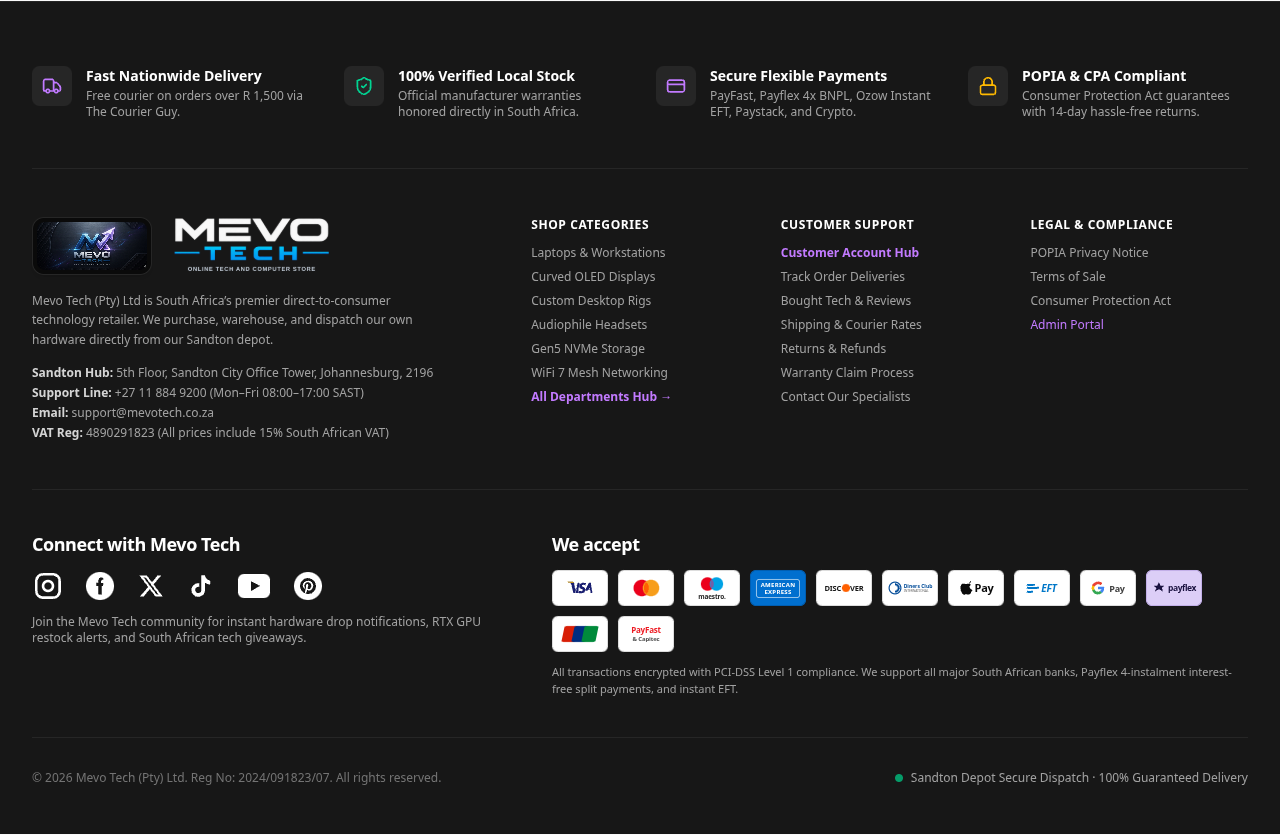 Fast Nationwide Delivery
Free courier on orders over R 1,500 via
The Courier Guy.
100% Verified Local Stock
Official manufacturer warranties
honored directly in South Africa.
Secure Flexible Payments
PayFast, Payflex 4x BNPL, Ozow Instant
EFT, Paystack, and Crypto.
POPIA & CPA Compliant
Consumer Protection Act guarantees
with 14-day hassle-free returns.
MEVO
TECH
MEVO
TECH
ONLINE TECH AND COMPUTER STORE
Mevo Tech (Pty) Ltd is South Africa’s premier direct-to-consumer
technology retailer. We purchase, warehouse, and dispatch our own
hardware directly from our Sandton depot.
Sandton Hub: 5th Floor, Sandton City Office Tower, Johannesburg, 2196
Support Line: +27 11 884 9200 (Mon–Fri 08:00–17:00 SAST)
Email: support@mevotech.co.za
VAT Reg: 4890291823 (All prices include 15% South African VAT)
SHOP CATEGORIES
Laptops & Workstations
Curved OLED Displays
Custom Desktop Rigs
Audiophile Headsets
Gen5 NVMe Storage
WiFi 7 Mesh Networking
All Departments Hub →
CUSTOMER SUPPORT
Customer Account Hub
Track Order Deliveries
Bought Tech & Reviews
Shipping & Courier Rates
Returns & Refunds
Warranty Claim Process
Contact Our Specialists
LEGAL & COMPLIANCE
POPIA Privacy Notice
Terms of Sale
Consumer Protection Act
Admin Portal
Connect with Mevo Tech
Join the Mevo Tech community for instant hardware drop notifications, RTX GPU
restock alerts, and South African tech giveaways.
We accept
VISA
maestro.
AMERICAN
EXPRESS
DISCOVER
Diners Club
INTERNATIONAL
Pay
EFT
G Pay
payflex
PayFast
& Capitec
All transactions encrypted with PCI-DSS Level 1 compliance. We support all major South African banks, Payflex 4-instalment interest-
free split payments, and instant EFT.
© 2026 Mevo Tech (Pty) Ltd. Reg No: 2024/091823/07. All rights reserved.
Sandton Depot Secure Dispatch · 100% Guaranteed Delivery